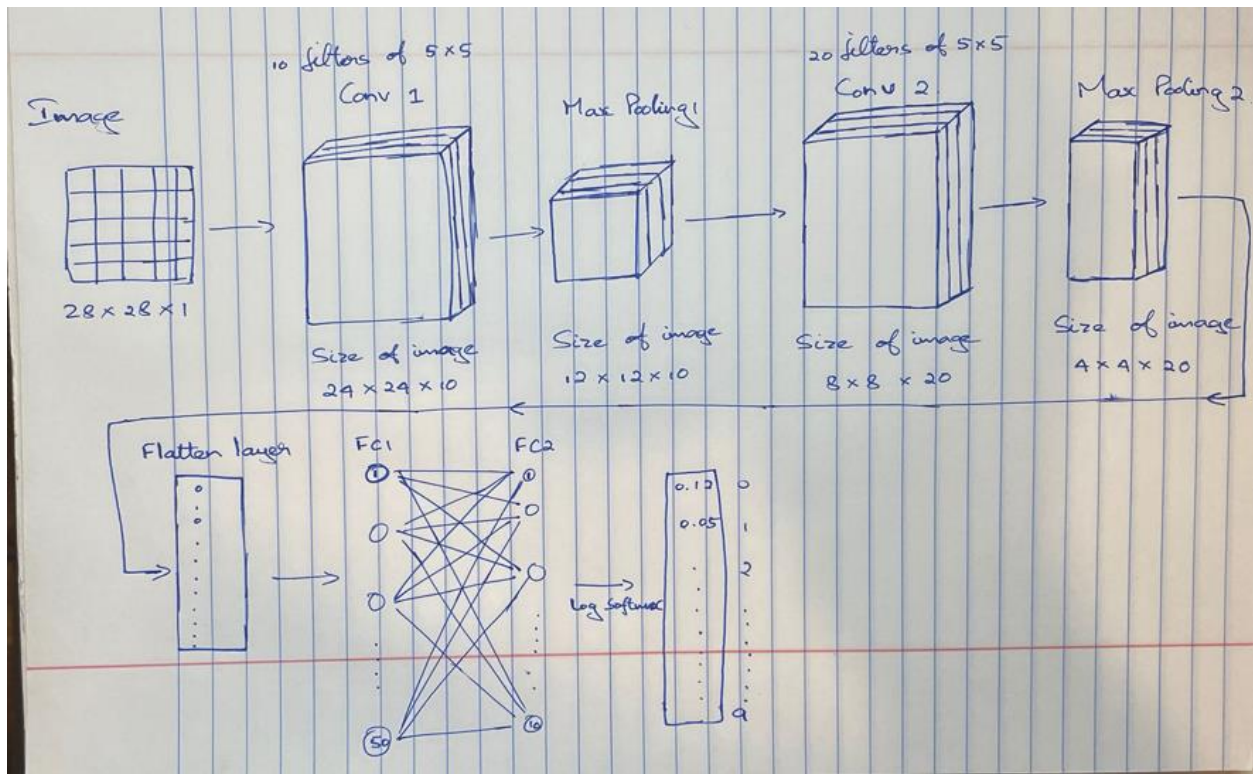 Image
28 × 28 × 1
10 filters of 5×5
Conv 1
Size of image
24 × 24 × 10
Max Pooling 1
Size of image
12 × 12 × 10
20 filters of 5×5
Conv 2
Size of image
8 × 8 × 20
Max Pooling 2
Size of image
4 × 4 × 20
Flatten layer
FC1
1
50
FC2
1
10
Log Softmax
0.12 0
0.05 1
2
9